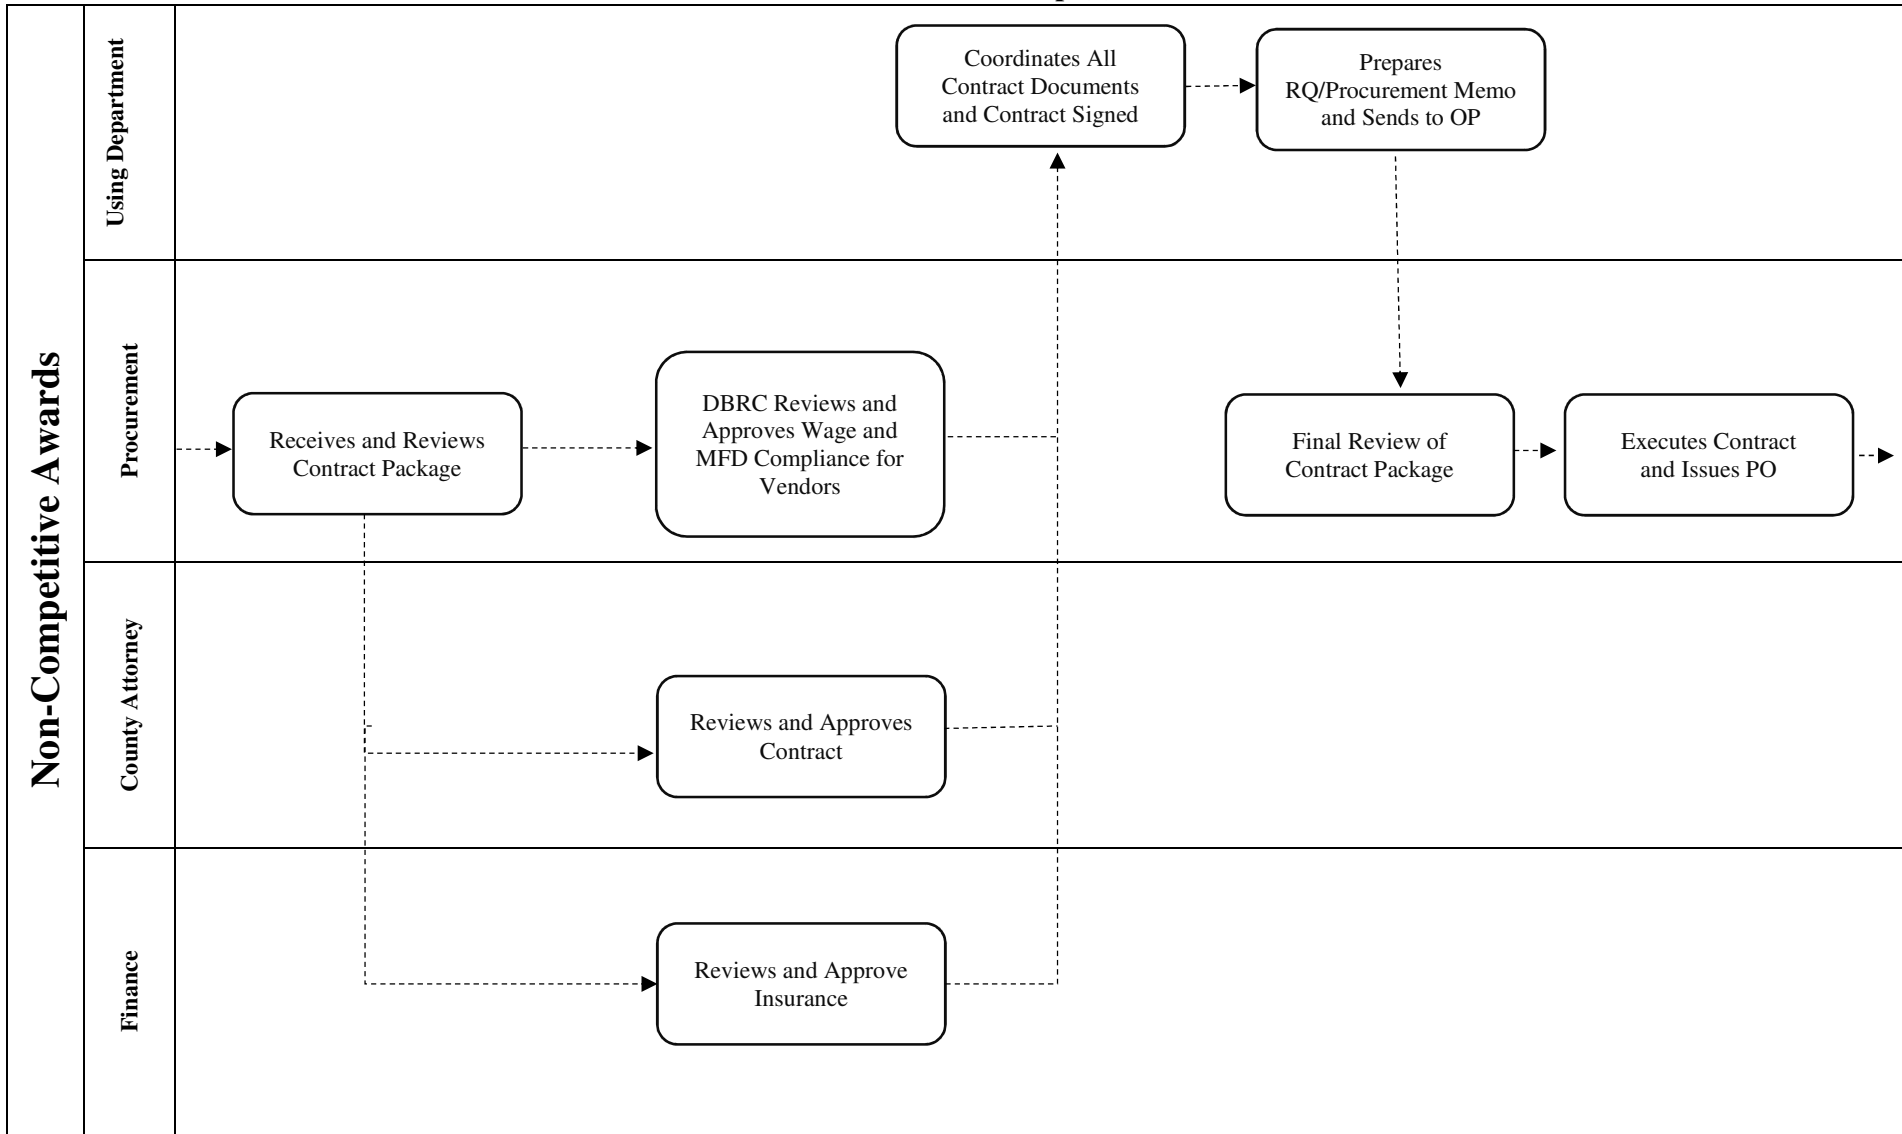 Non-Competitive Awards
Using Department
Coordinates All
Contract Documents
and Contract Signed
Prepares
RQ/Procurement Memo
and Sends to OP
Procurement
Receives and Reviews
Contract Package
DBRC Reviews and
Approves Wage and
MFD Compliance for
Vendors
Final Review of
Contract Package
Executes Contract
and Issues PO
County Attorney
Reviews and Approves
Contract
Finance
Reviews and Approve
Insurance